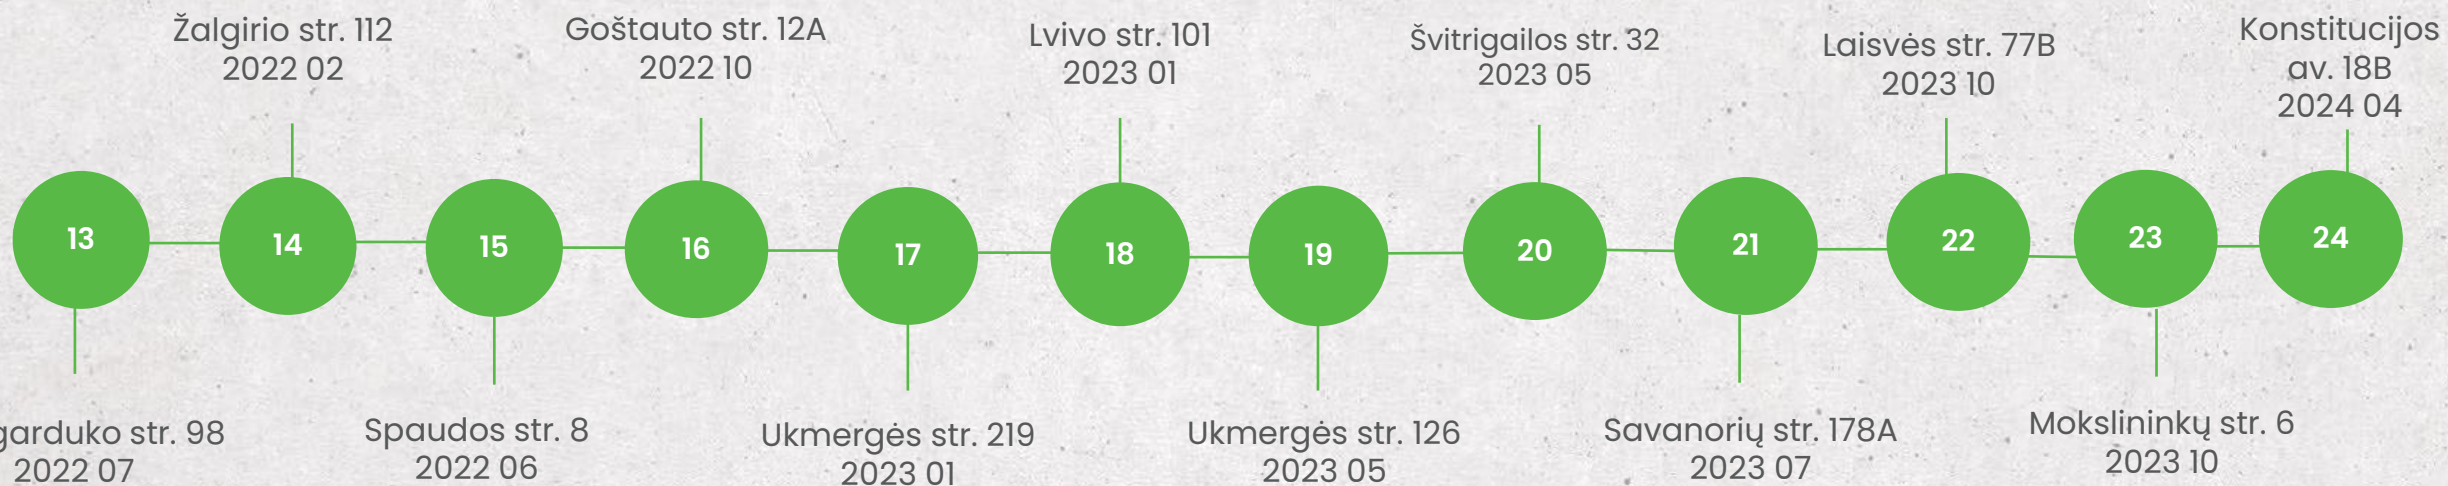 Žalgirio str. 112
2022 02
Goštauto str. 12A
2022 10
Lvivo str. 101
2023 01
Švitrigailos str. 32
2023 05
Laisvės str. 77B
2023 10
Konstitucijos
av. 18B
2024 04
13
14
15
16
17
18
19
20
21
22
23
24
str. 98
2022 07
Spaudos str. 8
2022 06
Ukmergės str. 219
2023 01
Ukmergės str. 126
2023 05
Savanorių str. 178A
2023 07
Mokslininkų str. 6
2023 10